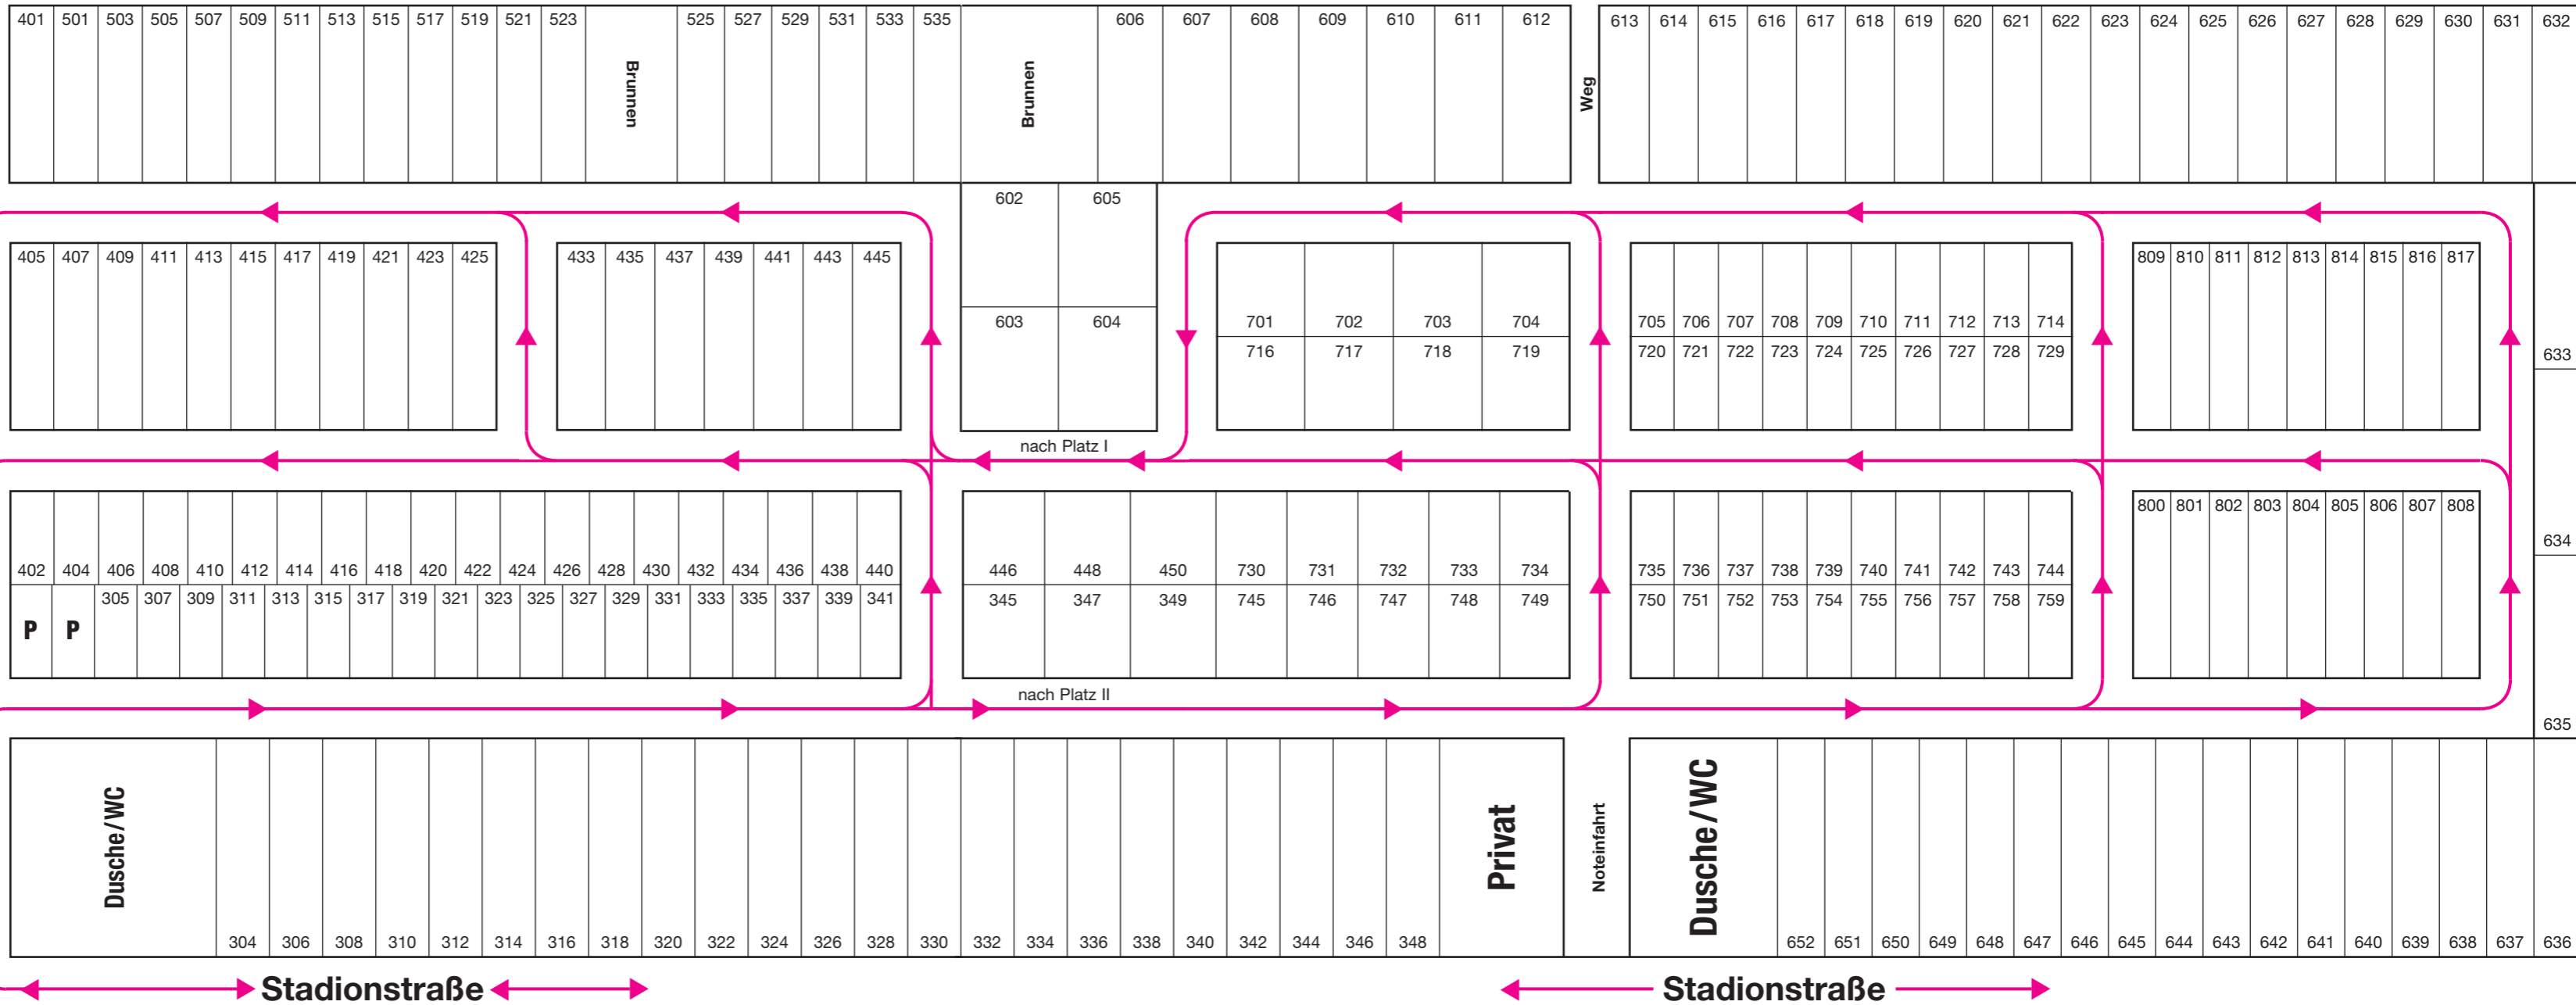 401 501 503 505 507 509 511 513 515 517 519 521 523 525 527 529 531 533 535 606 607 608 609 610 611 612 613 614 615 616 617 618 619 620 621 622 623 624 625 626 627 628 629 630 631 632
Brunnen Brunnen Weg
602 605
405 407 409 411 413 415 417 419 421 423 425 433 435 437 439 441 443 445 809 810 811 812 813 814 815 816 817
603 604 701 702 703 704 705 706 707 708 709 710 711 712 713 714
716 717 718 719 720 721 722 723 724 725 726 727 728 729 633
nach Platz I
800 801 802 803 804 805 806 807 808
634
402 404 406 408 410 412 414 416 418 420 422 424 426 428 430 432 434 436 438 440 446 448 450 730 731 732 733 734 735 736 737 738 739 740 741 742 743 744
305 307 309 311 313 315 317 319 321 323 325 327 329 331 333 335 337 339 341 345 347 349 745 746 747 748 749 750 751 752 753 754 755 756 757 758 759
P P
nach Platz II
635
Dusche/WC Privat Noteinfahrt Dusche/WC
304 306 308 310 312 314 316 318 320 322 324 326 328 330 332 334 336 338 340 342 344 346 348 652 651 650 649 648 647 646 645 644 643 642 641 640 639 638 637 636
Stadionstraße Stadionstraße